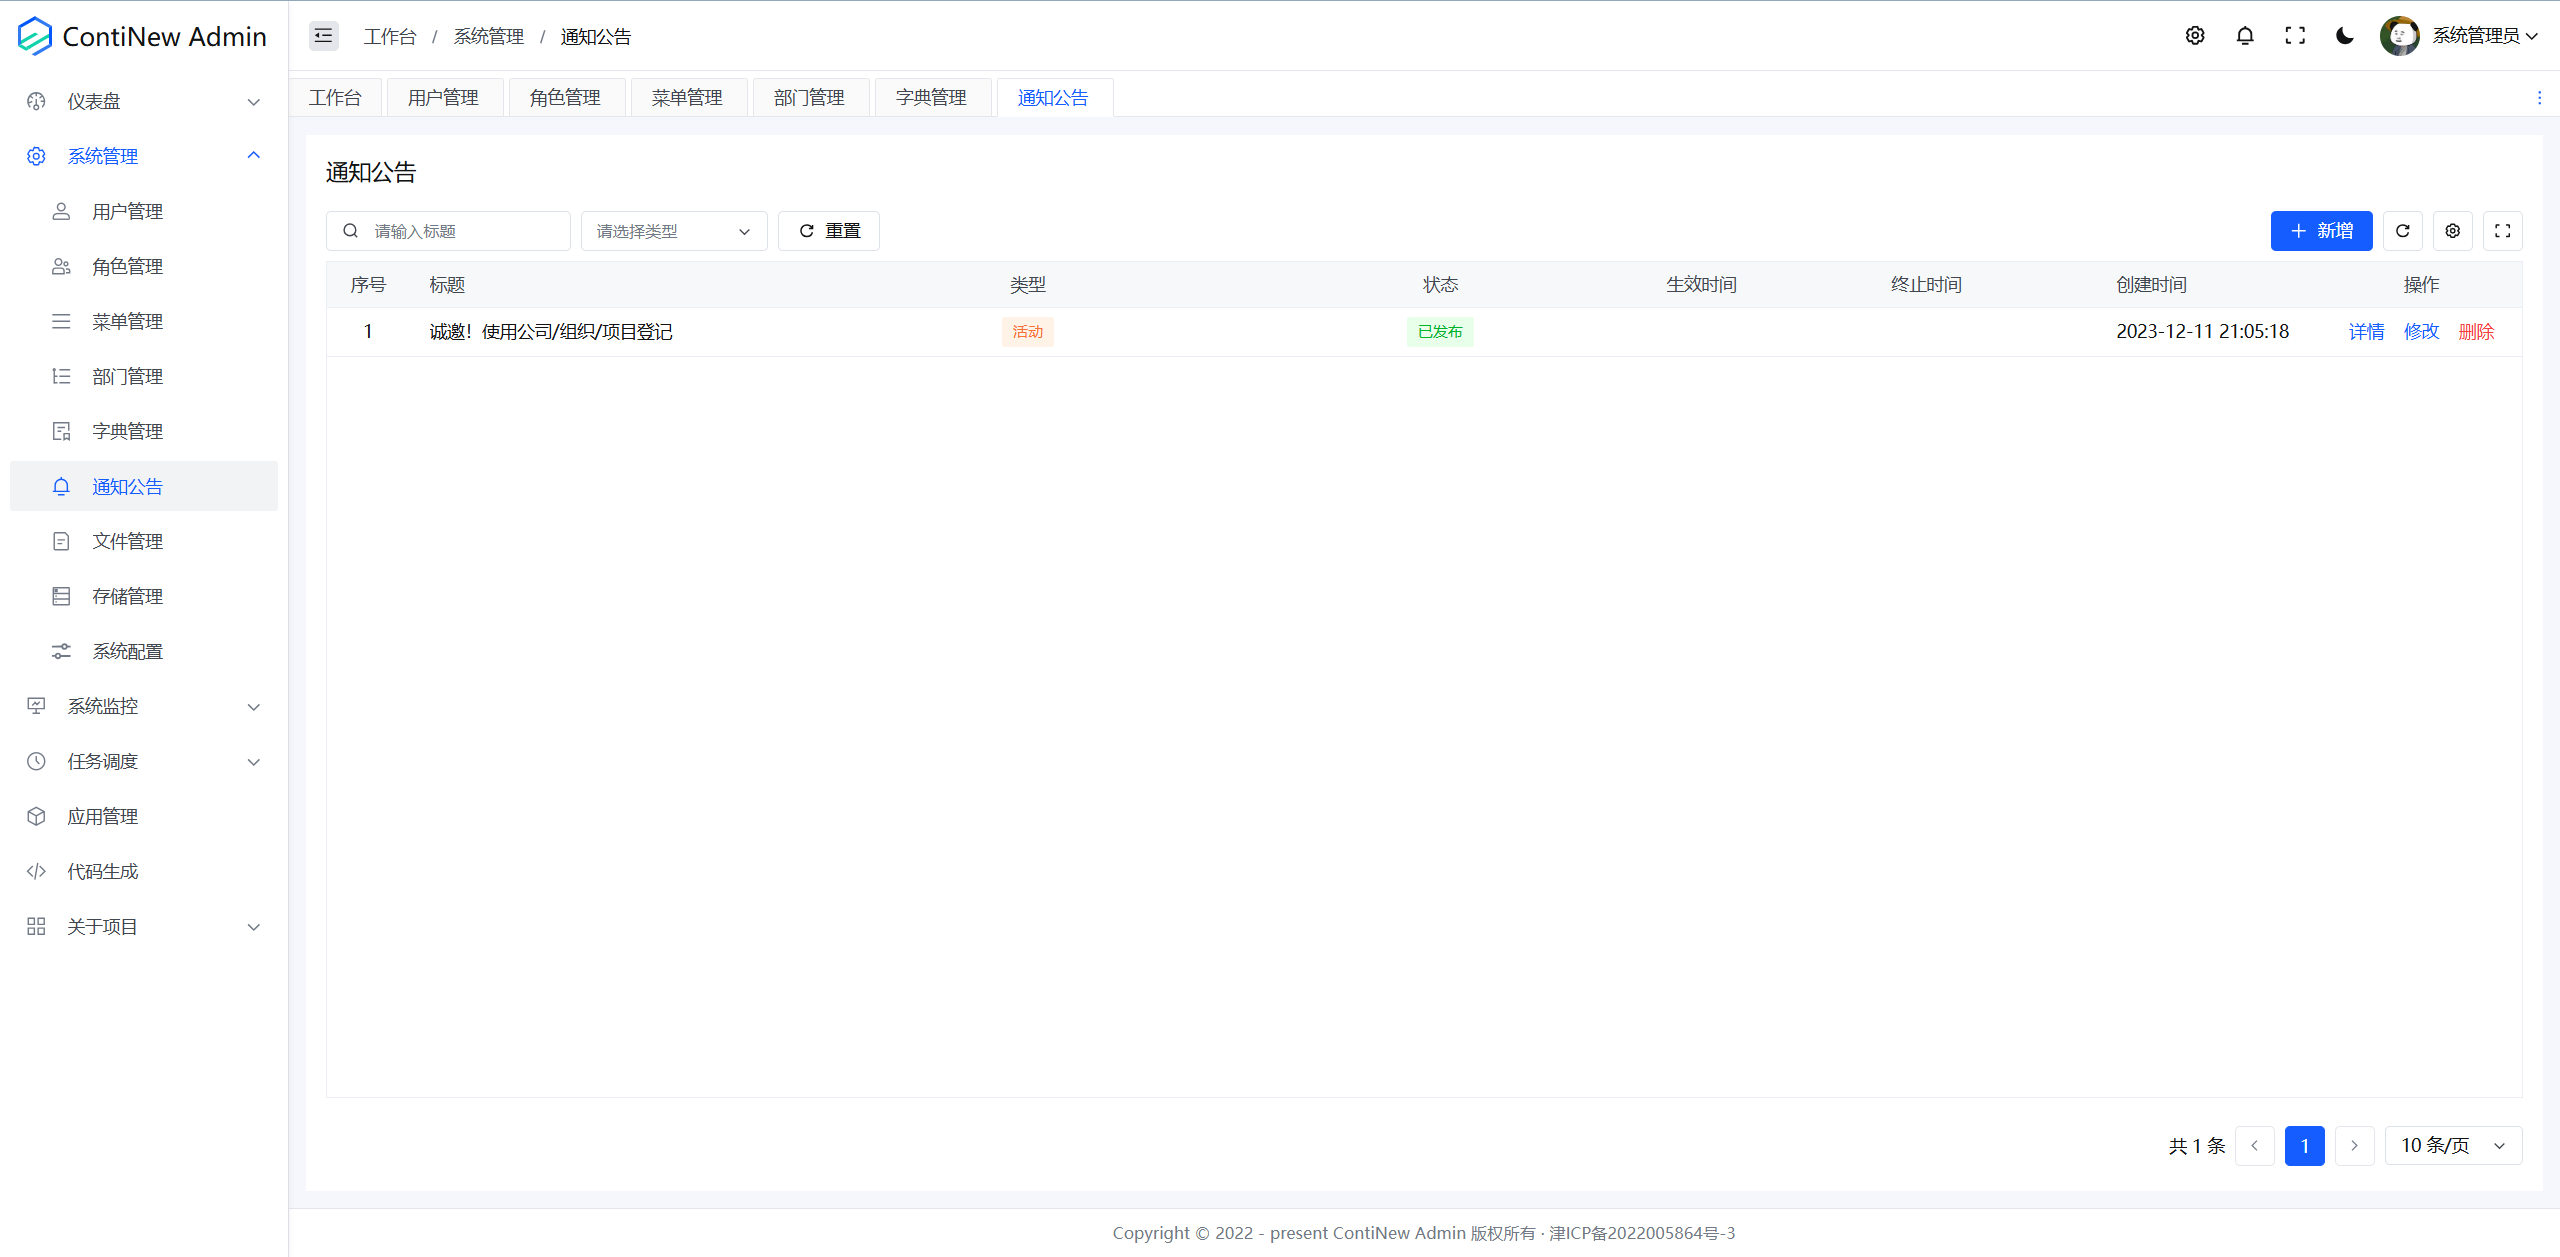 ContiNew Admin
工作台 / 系统管理 / 通知公告
系统管理员
仪表盘
系统管理
用户管理
角色管理
菜单管理
部门管理
字典管理
通知公告
文件管理
存储管理
系统配置
系统监控
任务调度
应用管理
代码生成
关于项目
工作台 用户管理 角色管理 菜单管理 部门管理 字典管理 通知公告
通知公告
请输入标题 请选择类型 重置 新增
序号 标题 类型 状态 生效时间 终止时间 创建时间 操作
1 诚邀！使用公司/组织/项目登记 活动 已发布 2023-12-11 21:05:18 详情 修改 删除
共 1 条 1 10 条/页
Copyright © 2022 - present ContiNew Admin 版权所有 · 津ICP备2022005864号-3